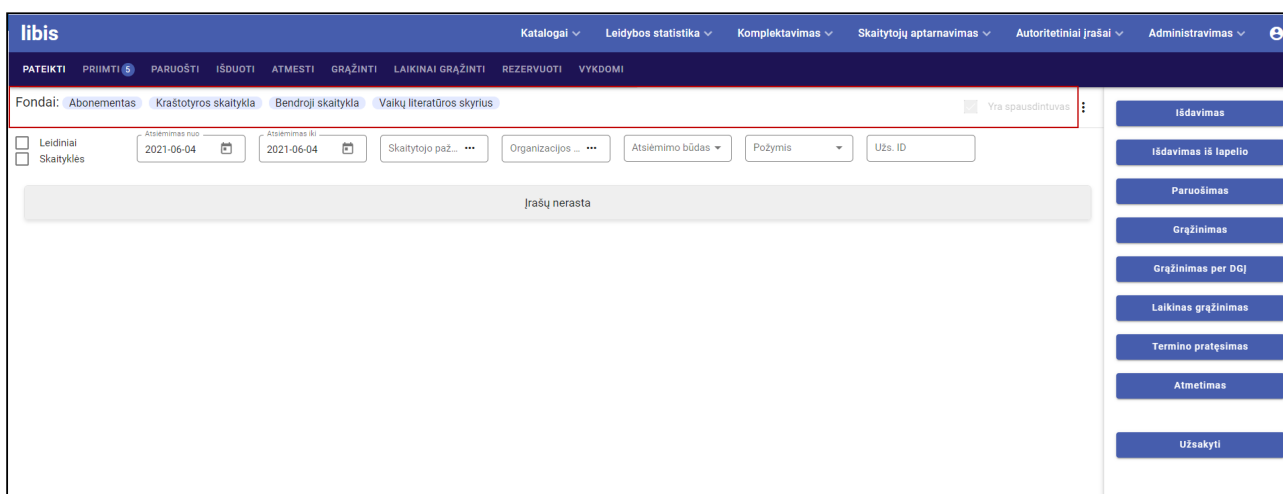 libis Katalogai Leidybos statistika Komplektavimas Skaitytojų aptarnavimas Autoritetiniai įrašai Administravimas
PATEIKTI PRIIMTI 5 PARUOŠTI IŠDUOTI ATMESTI GRĄŽINTI LAIKINAI GRĄŽINTI REZERVUOTI VYKDOMI
Fondai: Abonementas Kraštotyros skaitykla Bendroji skaitykla Vaikų literatūros skyrius Yra spausdintuvas
Leidiniai
Skaityklės
Atsiėmimas nuo
2021-06-04
Atsiėmimas iki
2021-06-04
Skaitytojo paž... •••
Organizacijos ... •••
Atsiėmimo būdas
Požymis
Užs. ID
Įrašų nerasta
Išdavimas
Išdavimas iš lapelio
Paruošimas
Grąžinimas
Grąžinimas per DGĮ
Laikinas grąžinimas
Termino pratęsimas
Atmetimas
Užsakyti